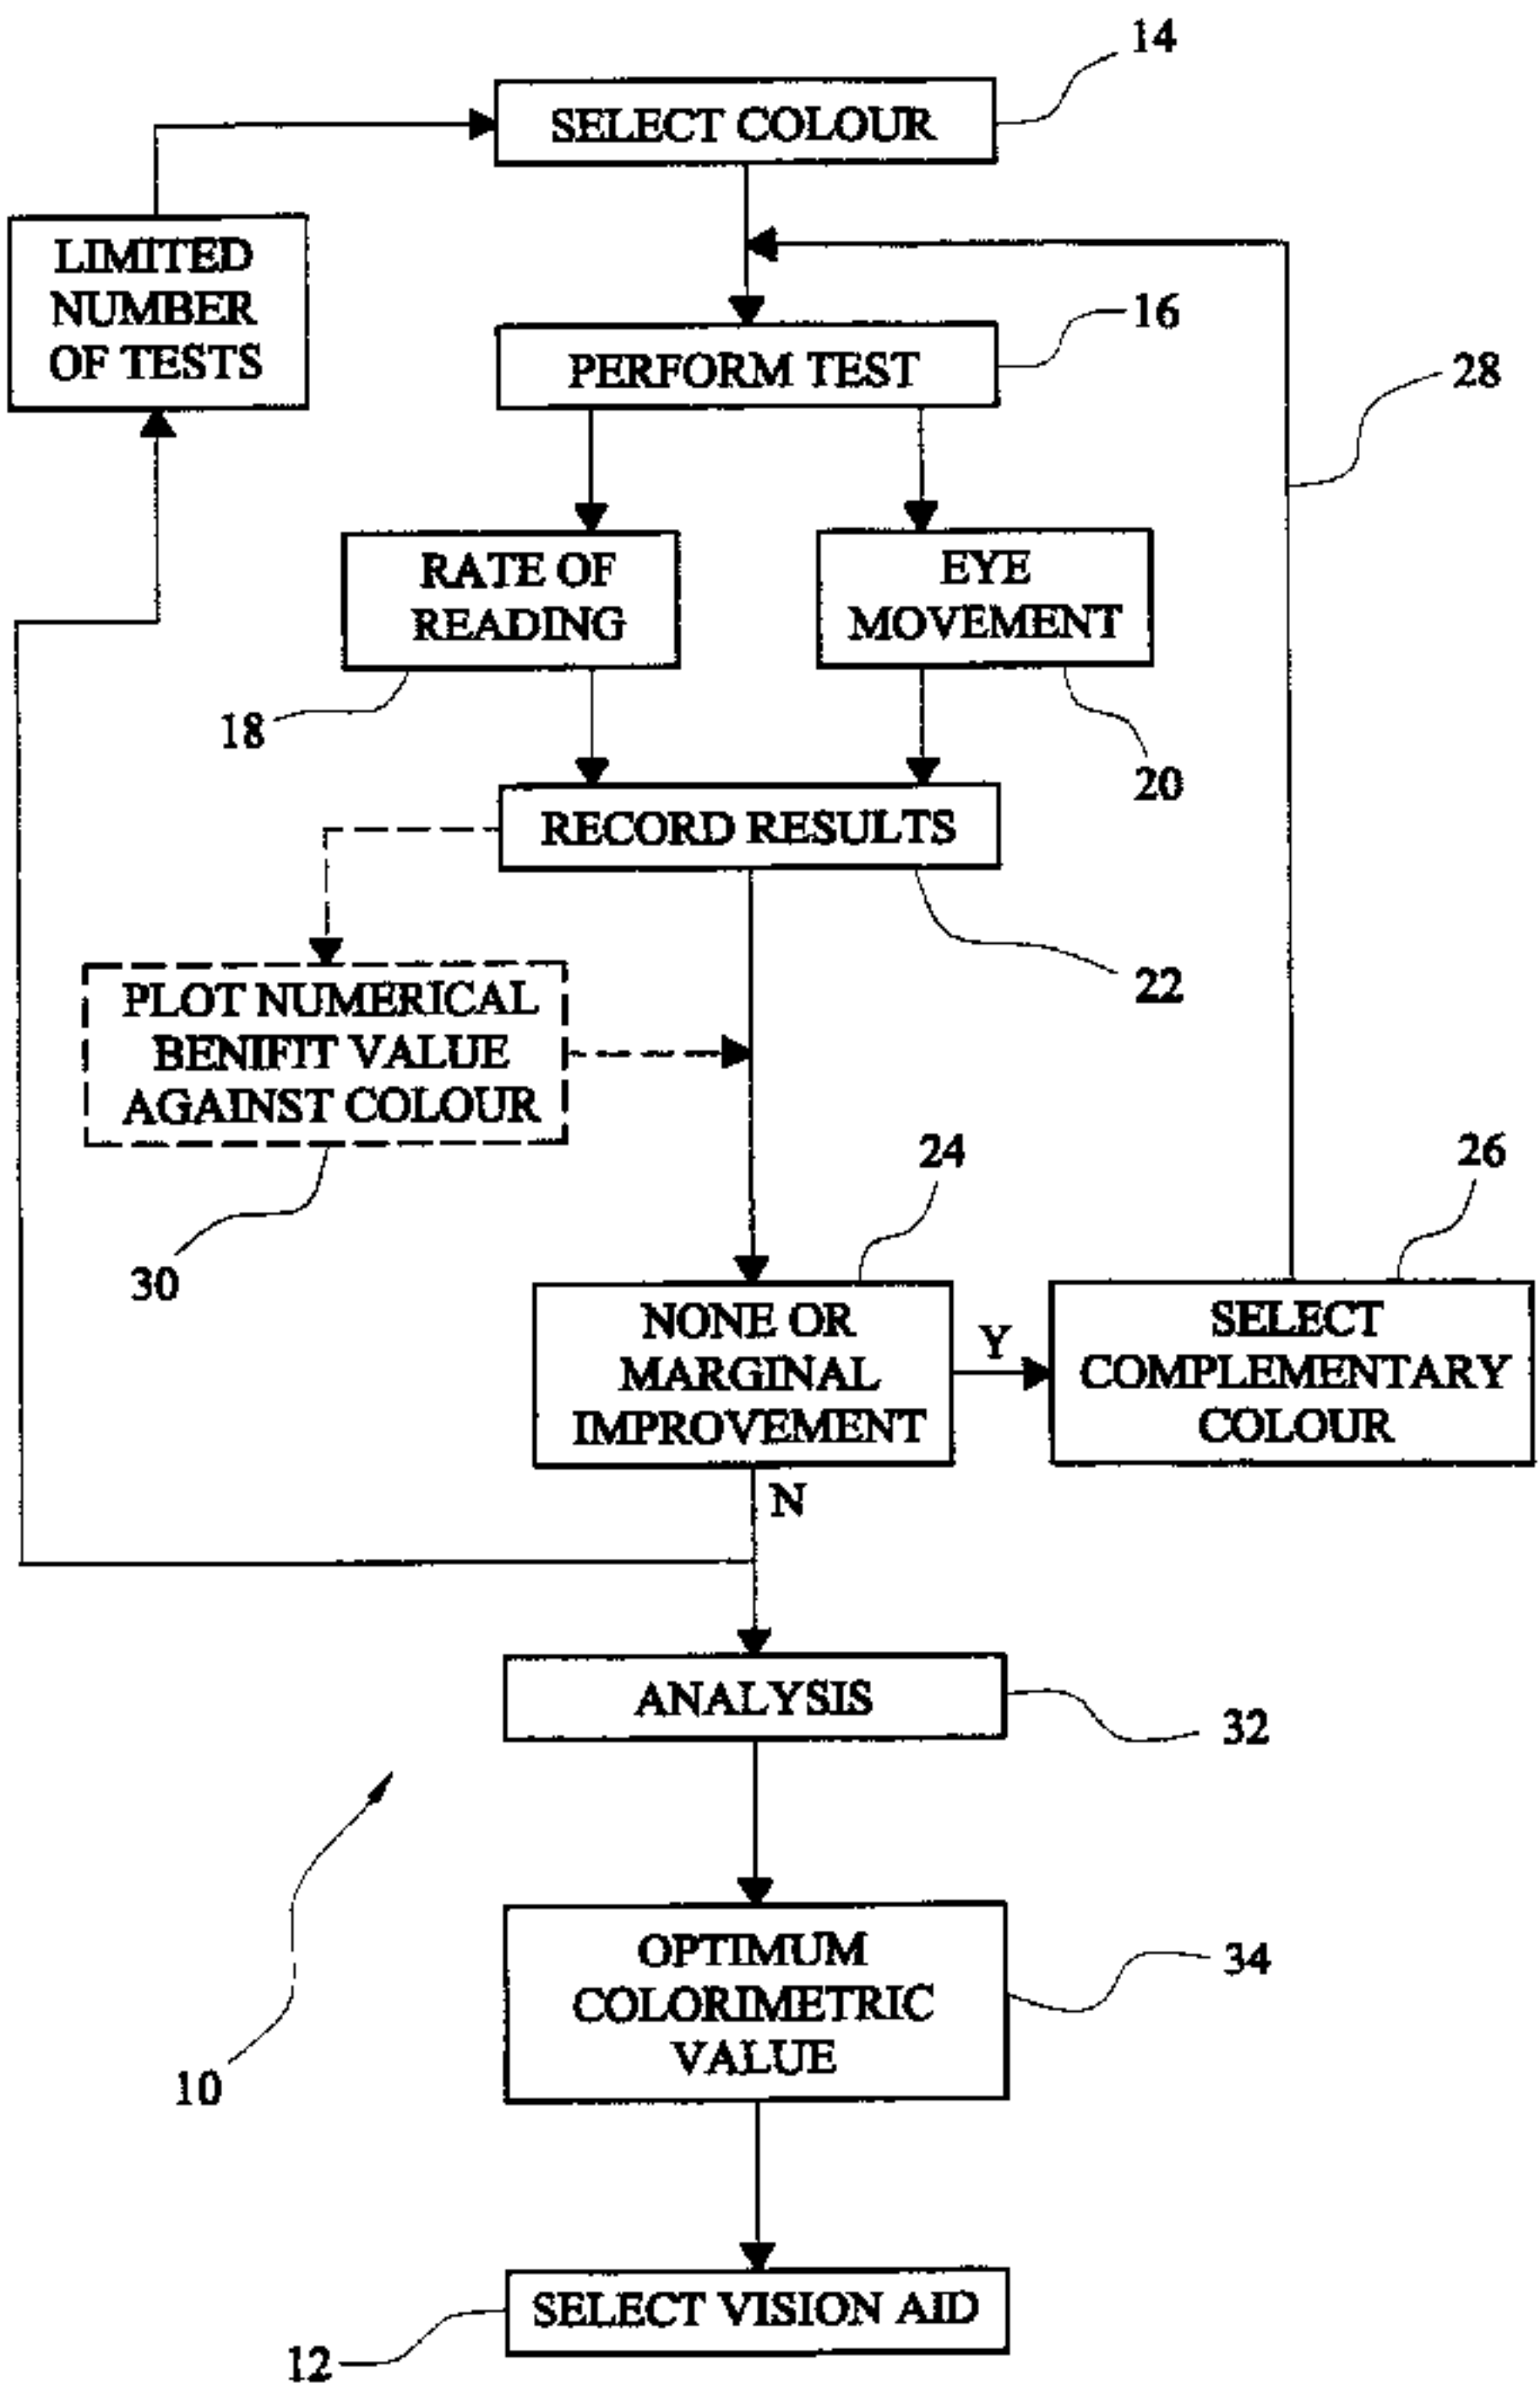 14
SELECT COLOUR
LIMITED
NUMBER
OF TESTS
16
PERFORM TEST
28
RATE OF
READING
EYE
MOVEMENT
18
20
RECORD RESULTS
22
PLOT NUMERICAL
BENIFIT VALUE
AGAINST COLOUR
30
24
26
NONE OR
MARGINAL
IMPROVEMENT
Y
SELECT
COMPLEMENTARY
COLOUR
N
ANALYSIS
32
OPTIMUM
COLORIMETRIC
VALUE
34
10
SELECT VISION AID
12